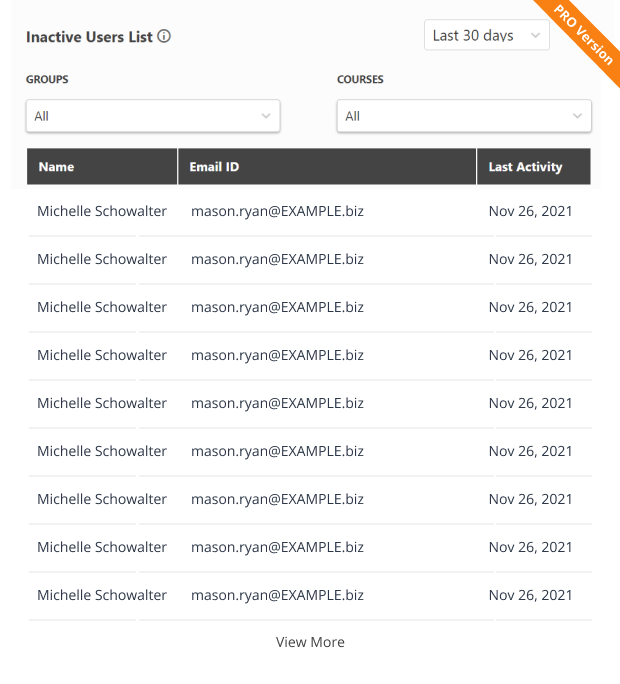 Inactive Users List
Last 30 days
PRO Version
GROUPS
COURSES
All
All
Name Email ID Last Activity
Michelle Schowalter mason.ryan@EXAMPLE.biz Nov 26, 2021
Michelle Schowalter mason.ryan@EXAMPLE.biz Nov 26, 2021
Michelle Schowalter mason.ryan@EXAMPLE.biz Nov 26, 2021
Michelle Schowalter mason.ryan@EXAMPLE.biz Nov 26, 2021
Michelle Schowalter mason.ryan@EXAMPLE.biz Nov 26, 2021
Michelle Schowalter mason.ryan@EXAMPLE.biz Nov 26, 2021
Michelle Schowalter mason.ryan@EXAMPLE.biz Nov 26, 2021
Michelle Schowalter mason.ryan@EXAMPLE.biz Nov 26, 2021
Michelle Schowalter mason.ryan@EXAMPLE.biz Nov 26, 2021
View More